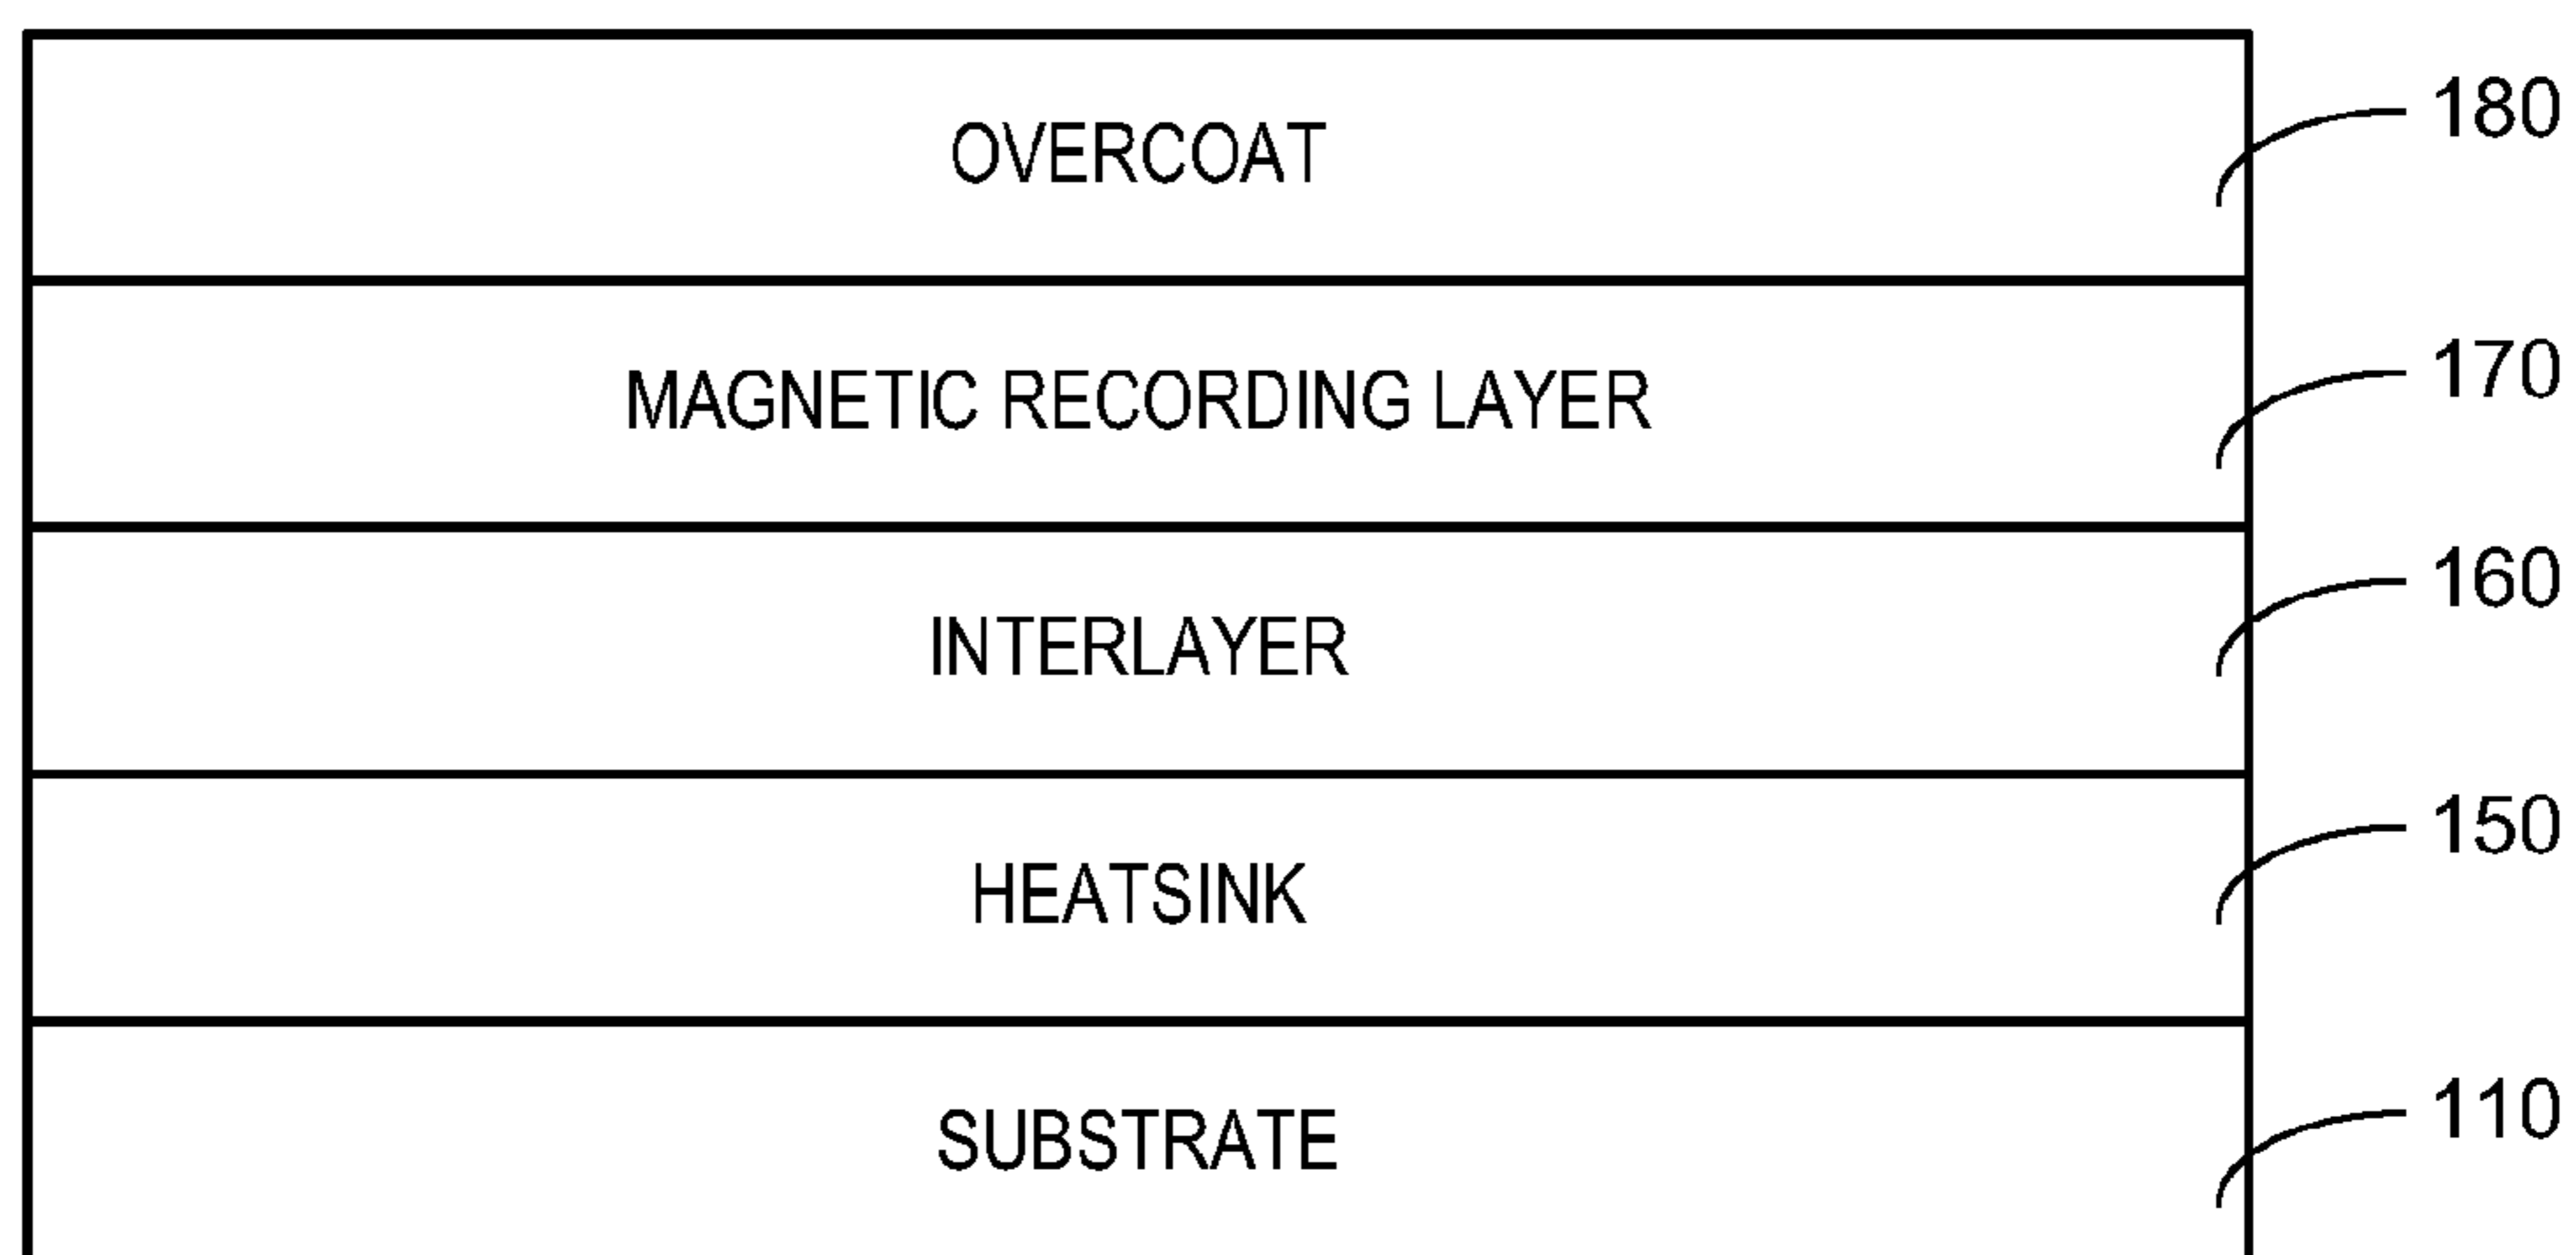 OVERCOAT
180
MAGNETIC RECORDING LAYER
170
INTERLAYER
160
HEATSINK
150
SUBSTRATE
110